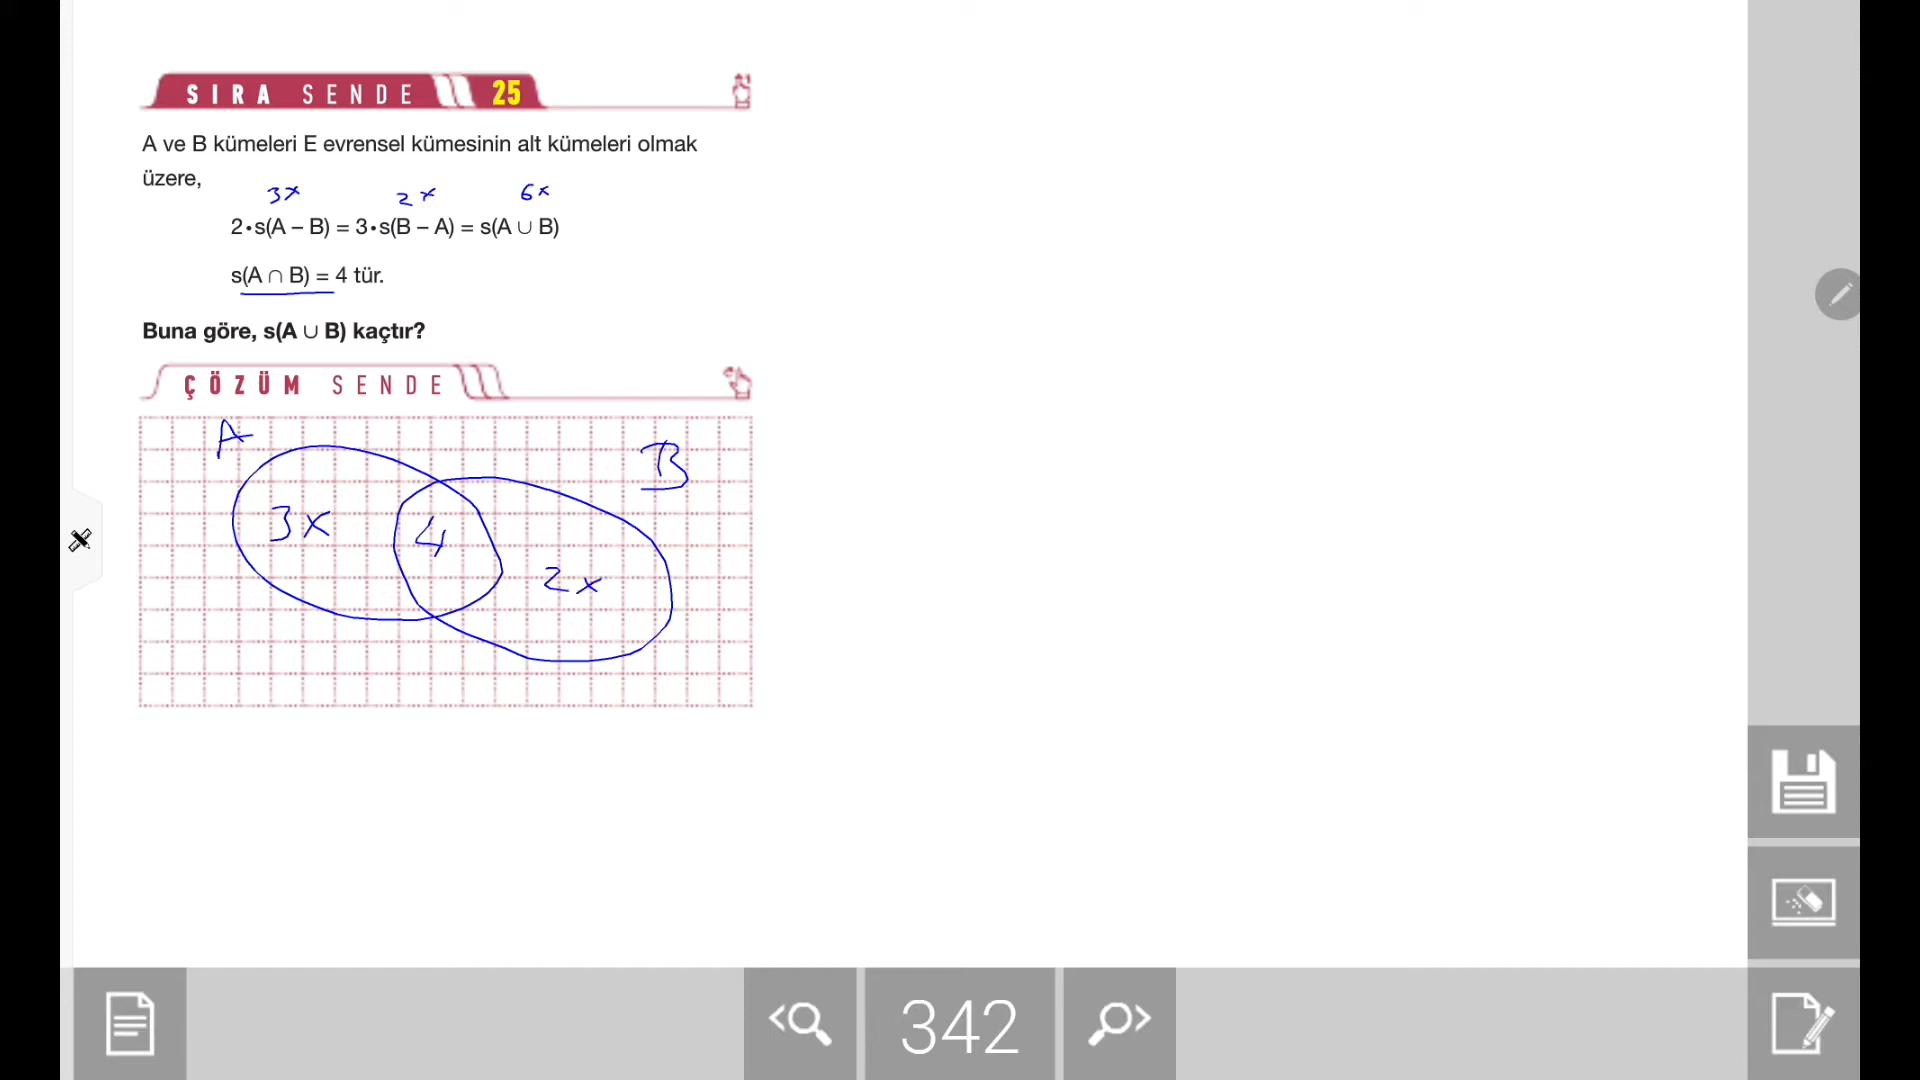 SIRA SENDE 25
A ve B kümeleri E evrensel kümesinin alt kümeleri olmak
üzere,
3x 2x 6x
2•s(A – B) = 3•s(B – A) = s(A ∪ B)
s(A ∩ B) = 4 tür.
Buna göre, s(A ∪ B) kaçtır?
ÇÖZÜM SENDE
A
B
3x 4 2x
342